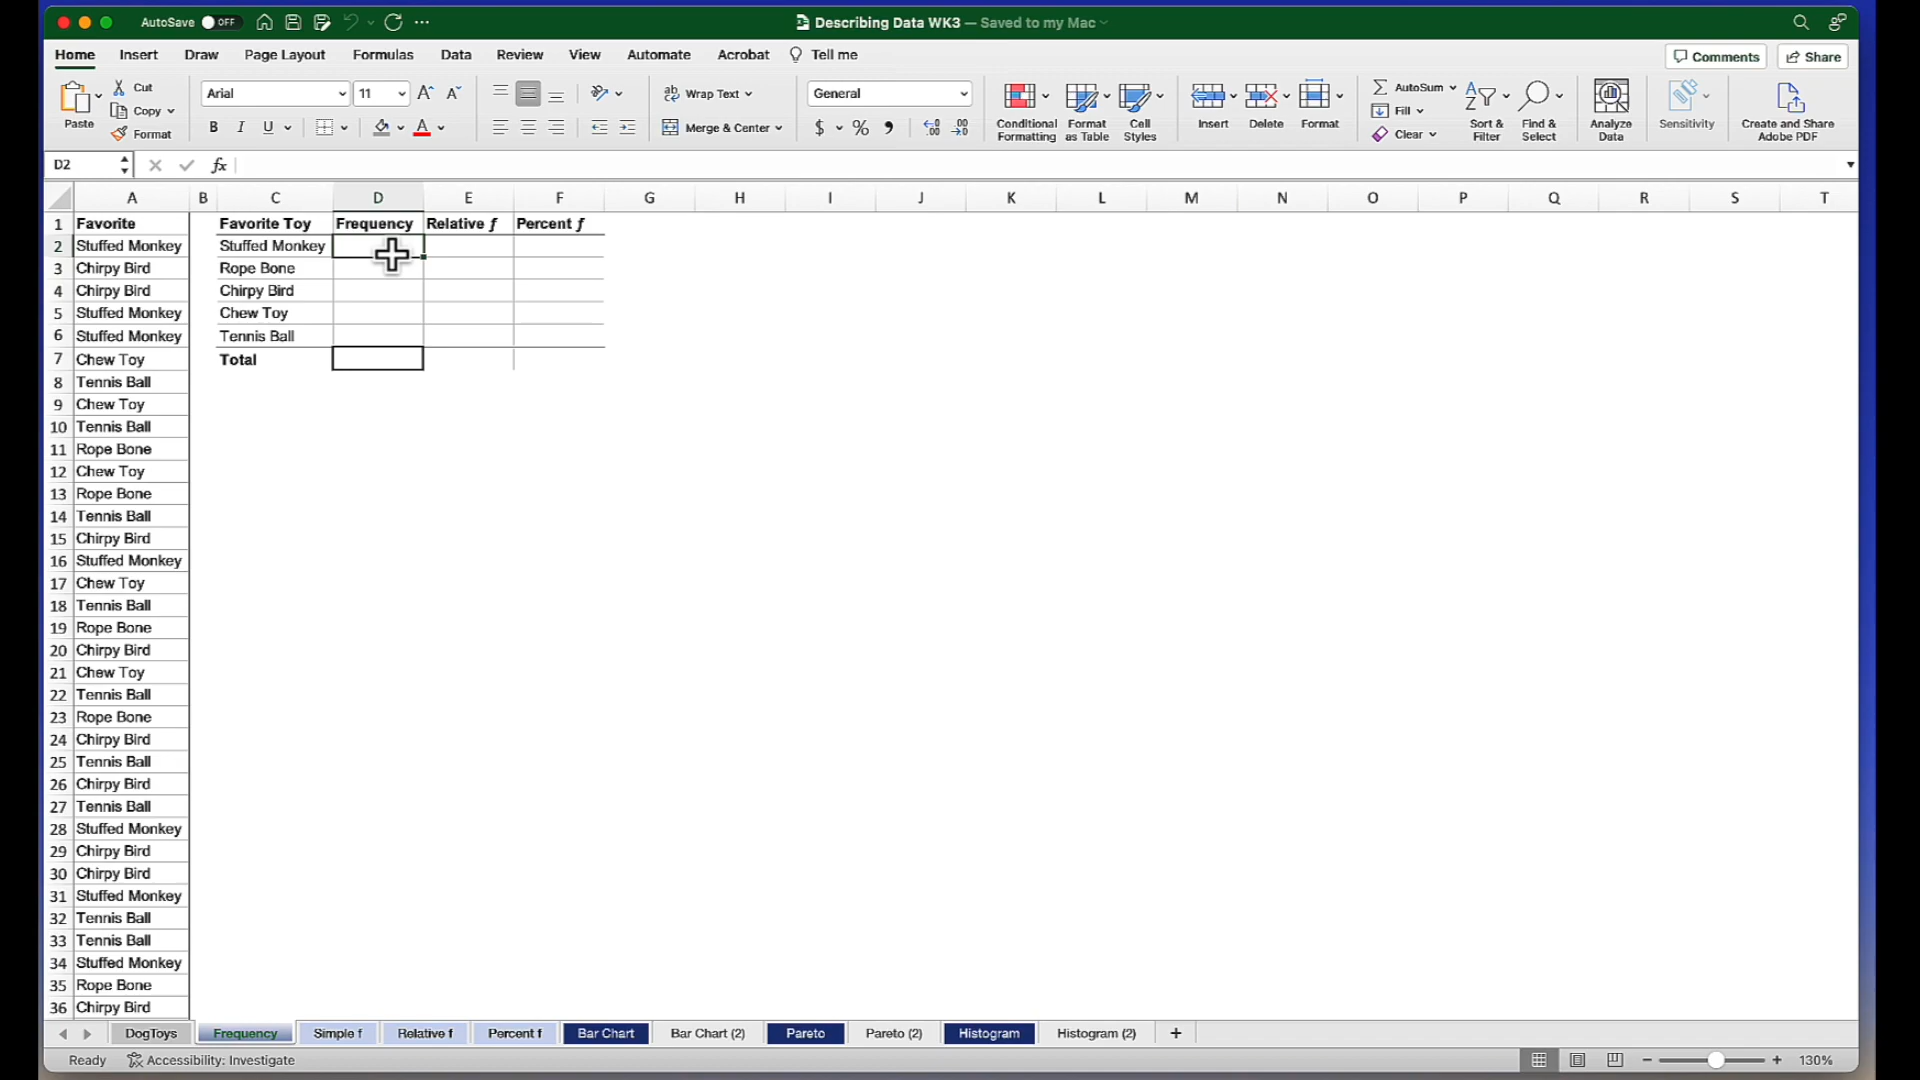 AutoSave OFF Describing Data WK3 — Saved to my Mac
Home Insert Draw Page Layout Formulas Data Review View Automate Acrobat Tell me Comments Share
Paste Cut Copy Format
Arial 11
B I U
Wrap Text
Merge & Center
General
$ %
Conditional Formatting
Format as Table
Cell Styles
Insert Delete Format
AutoSum
Fill
Clear
Sort & Filter
Find & Select
Analyze Data
Sensitivity
Create and Share Adobe PDF
D2 fx
A B C D E F G H I J K L M N O P Q R S T
1 Favorite Favorite Toy Frequency Relative ƒ Percent ƒ
2 Stuffed Monkey Stuffed Monkey
3 Chirpy Bird Rope Bone
4 Chirpy Bird Chirpy Bird
5 Stuffed Monkey Chew Toy
6 Stuffed Monkey Tennis Ball
7 Chew Toy Total
8 Tennis Ball
9 Chew Toy
10 Tennis Ball
11 Rope Bone
12 Chew Toy
13 Rope Bone
14 Tennis Ball
15 Chirpy Bird
16 Stuffed Monkey
17 Chew Toy
18 Tennis Ball
19 Rope Bone
20 Chirpy Bird
21 Chew Toy
22 Tennis Ball
23 Rope Bone
24 Chirpy Bird
25 Tennis Ball
26 Chirpy Bird
27 Tennis Ball
28 Stuffed Monkey
29 Chirpy Bird
30 Chirpy Bird
31 Stuffed Monkey
32 Tennis Ball
33 Tennis Ball
34 Stuffed Monkey
35 Rope Bone
36 Chirpy Bird
DogToys Frequency Simple f Relative f Percent f Bar Chart Bar Chart (2) Pareto Pareto (2) Histogram Histogram (2) +
Ready Accessibility: Investigate 130%